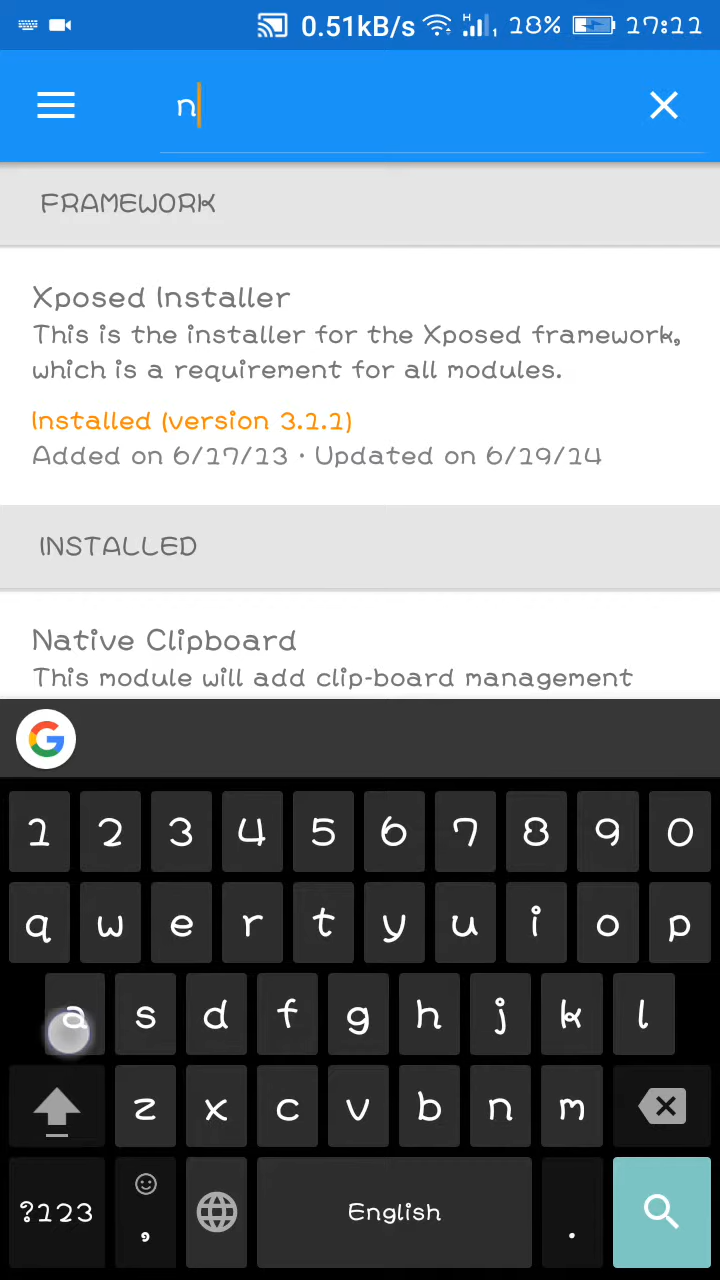 0.51kB/s H 1 18% 17:11
n
FRAMEWORK
Xposed Installer
This is the installer for the Xposed framework,
which is a requirement for all modules.
Installed (version 3.1.1)
Added on 6/17/13 • Updated on 6/19/14
INSTALLED
Native Clipboard
This module will add clip-board management
G
1 2 3 4 5 6 7 8 9 0
q w e r t y u i o p
a s d f g h j k l
z x c v b n m
?123 , English .